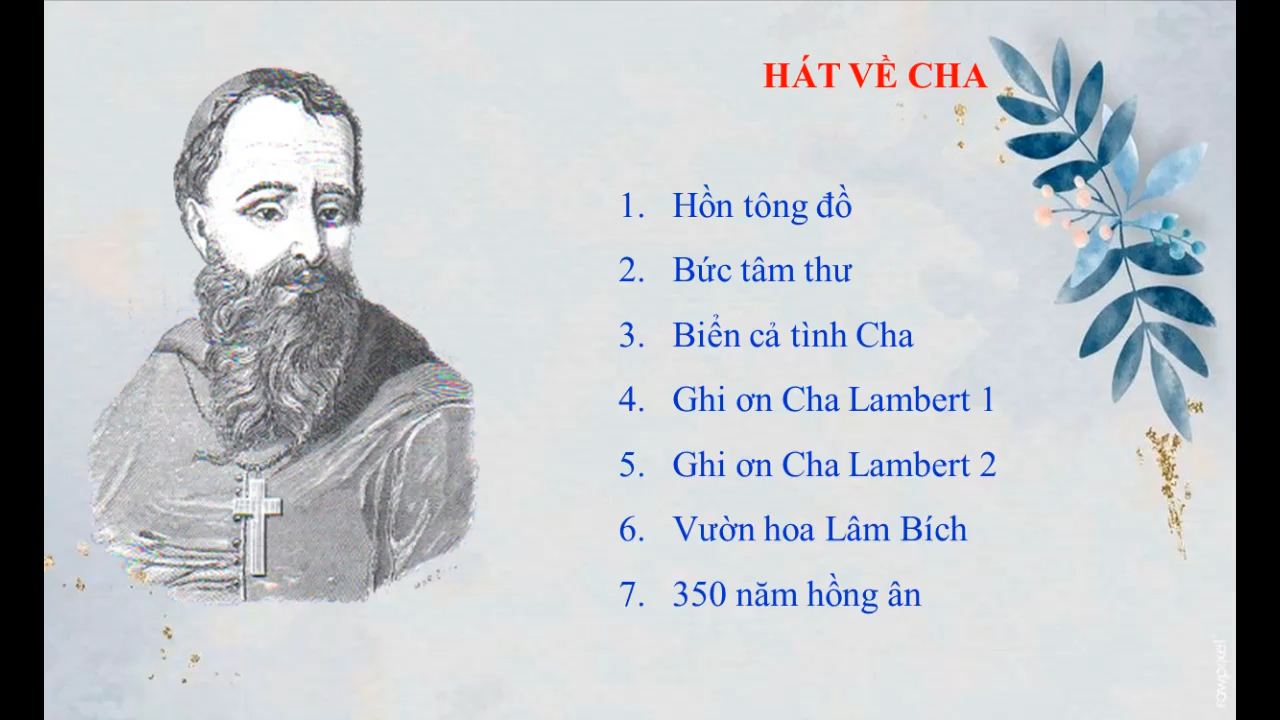 HÁT VỀ CHA
1. Hồn tông đồ
2. Bức tâm thư
3. Biển cả tình Cha
4. Ghi ơn Cha Lambert 1
5. Ghi ơn Cha Lambert 2
6. Vườn hoa Lâm Bích
7. 350 năm hồng ân
rawpixel